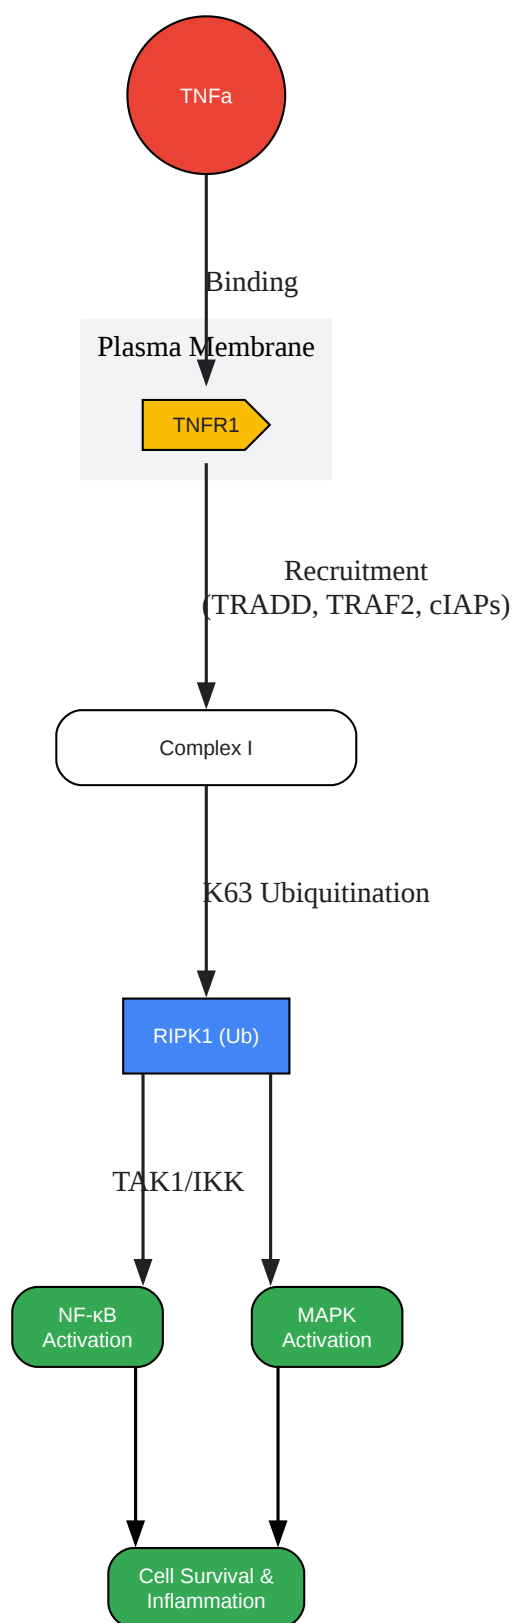 TNFa
Binding
Plasma Membrane
TNFR1
Recruitment
(TRADD, TRAF2, cIAPs)
Complex I
K63 Ubiquitination
RIPK1 (Ub)
TAK1/IKK
NF-κB
Activation
MAPK
Activation
Cell Survival &
Inflammation